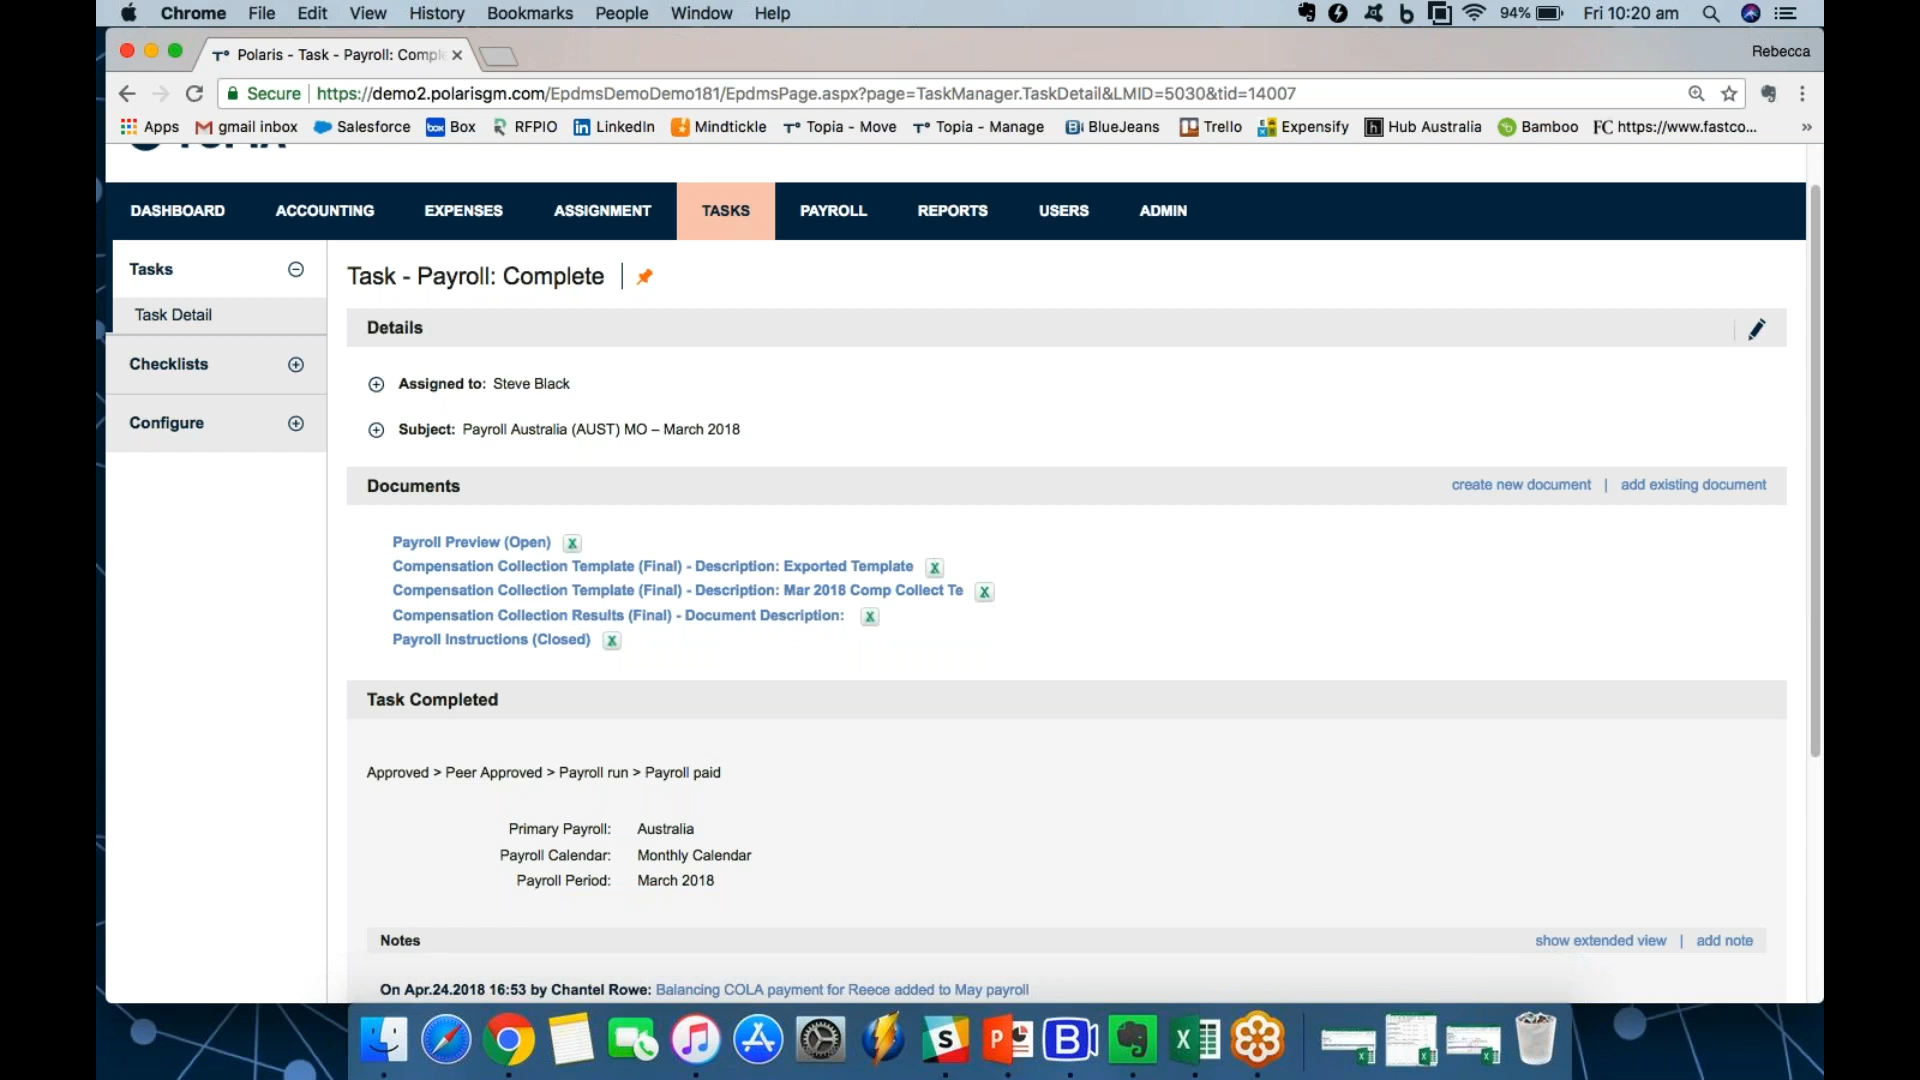 Chrome File Edit View History Bookmarks People Window Help 94% Fri 10:20 am
Polaris - Task - Payroll: Compl Rebecca
Secure https://demo2.polarisgm.com/EpdmsDemoDemo181/EpdmsPage.aspx?page=TaskManager.TaskDetail&LMID=5030&tid=14007
Apps gmail inbox Salesforce Box RFPIO LinkedIn Mindtickle Topia - Move Topia - Manage BlueJeans Trello Expensify Hub Australia Bamboo FC https://www.fastco... »
DASHBOARD ACCOUNTING EXPENSES ASSIGNMENT TASKS PAYROLL REPORTS USERS ADMIN
Tasks
Task Detail
Checklists
Configure
Task - Payroll: Complete
Details
Assigned to: Steve Black
Subject: Payroll Australia (AUST) MO – March 2018
Documents create new document | add existing document
Payroll Preview (Open)
Compensation Collection Template (Final) - Description: Exported Template
Compensation Collection Template (Final) - Description: Mar 2018 Comp Collect Te
Compensation Collection Results (Final) - Document Description:
Payroll Instructions (Closed)
Task Completed
Approved > Peer Approved > Payroll run > Payroll paid
Primary Payroll: Australia
Payroll Calendar: Monthly Calendar
Payroll Period: March 2018
Notes show extended view | add note
On Apr.24.2018 16:53 by Chantel Rowe: Balancing COLA payment for Reece added to May payroll